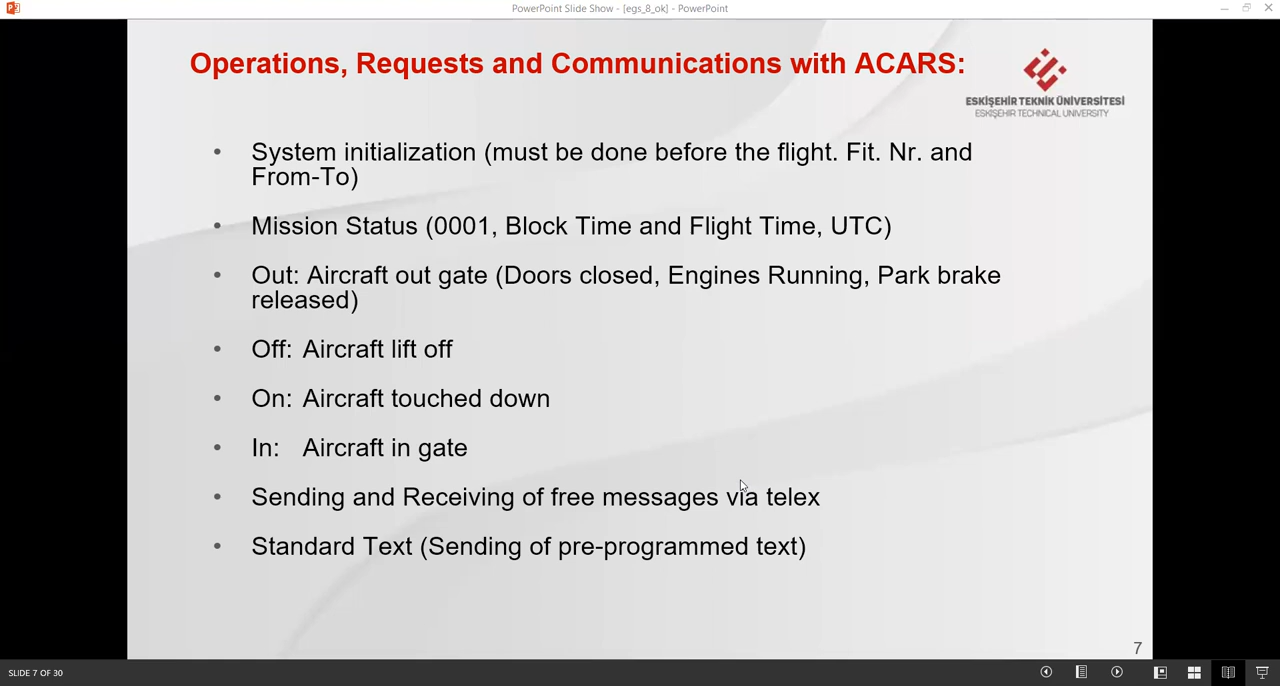 PowerPoint Slide Show - [egs_8_ok] - PowerPoint
Operations, Requests and Communications with ACARS:
ESKİŞEHİR TEKNİK ÜNİVERSİTESİ
ESKİŞEHİR TECHNICAL UNIVERSITY
• System initialization (must be done before the flight. Fit. Nr. and
From-To)
• Mission Status (0001, Block Time and Flight Time, UTC)
• Out: Aircraft out gate (Doors closed, Engines Running, Park brake
released)
• Off: Aircraft lift off
• On: Aircraft touched down
• In: Aircraft in gate
• Sending and Receiving of free messages via telex
• Standard Text (Sending of pre-programmed text)
7
SLIDE 7 OF 30